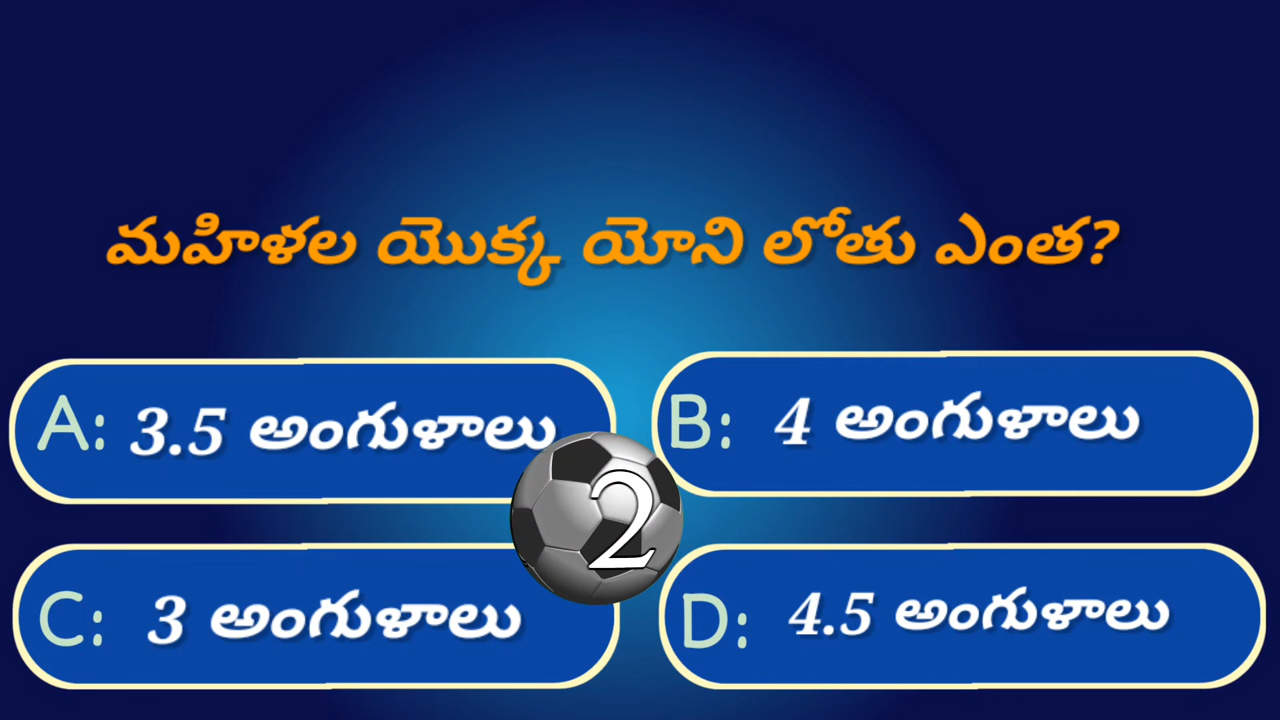 మహిళల యొక్క యోని లోతు ఎంత?
A: 3.5 అంగుళాలు
B: 4 అంగుళాలు
2
C: 3 అంగుళాలు
D: 4.5 అంగుళాలు